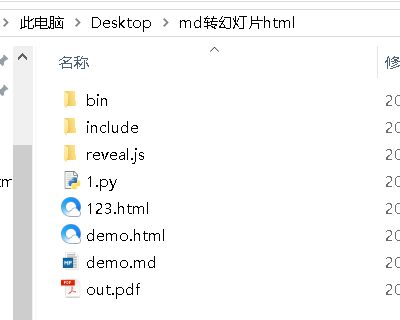 此电脑 > Desktop > md转幻灯片html
名称
修
bin
20
include
20
reveal.js
20
1.py
20
123.html
20
demo.html
20
demo.md
20
out.pdf
20